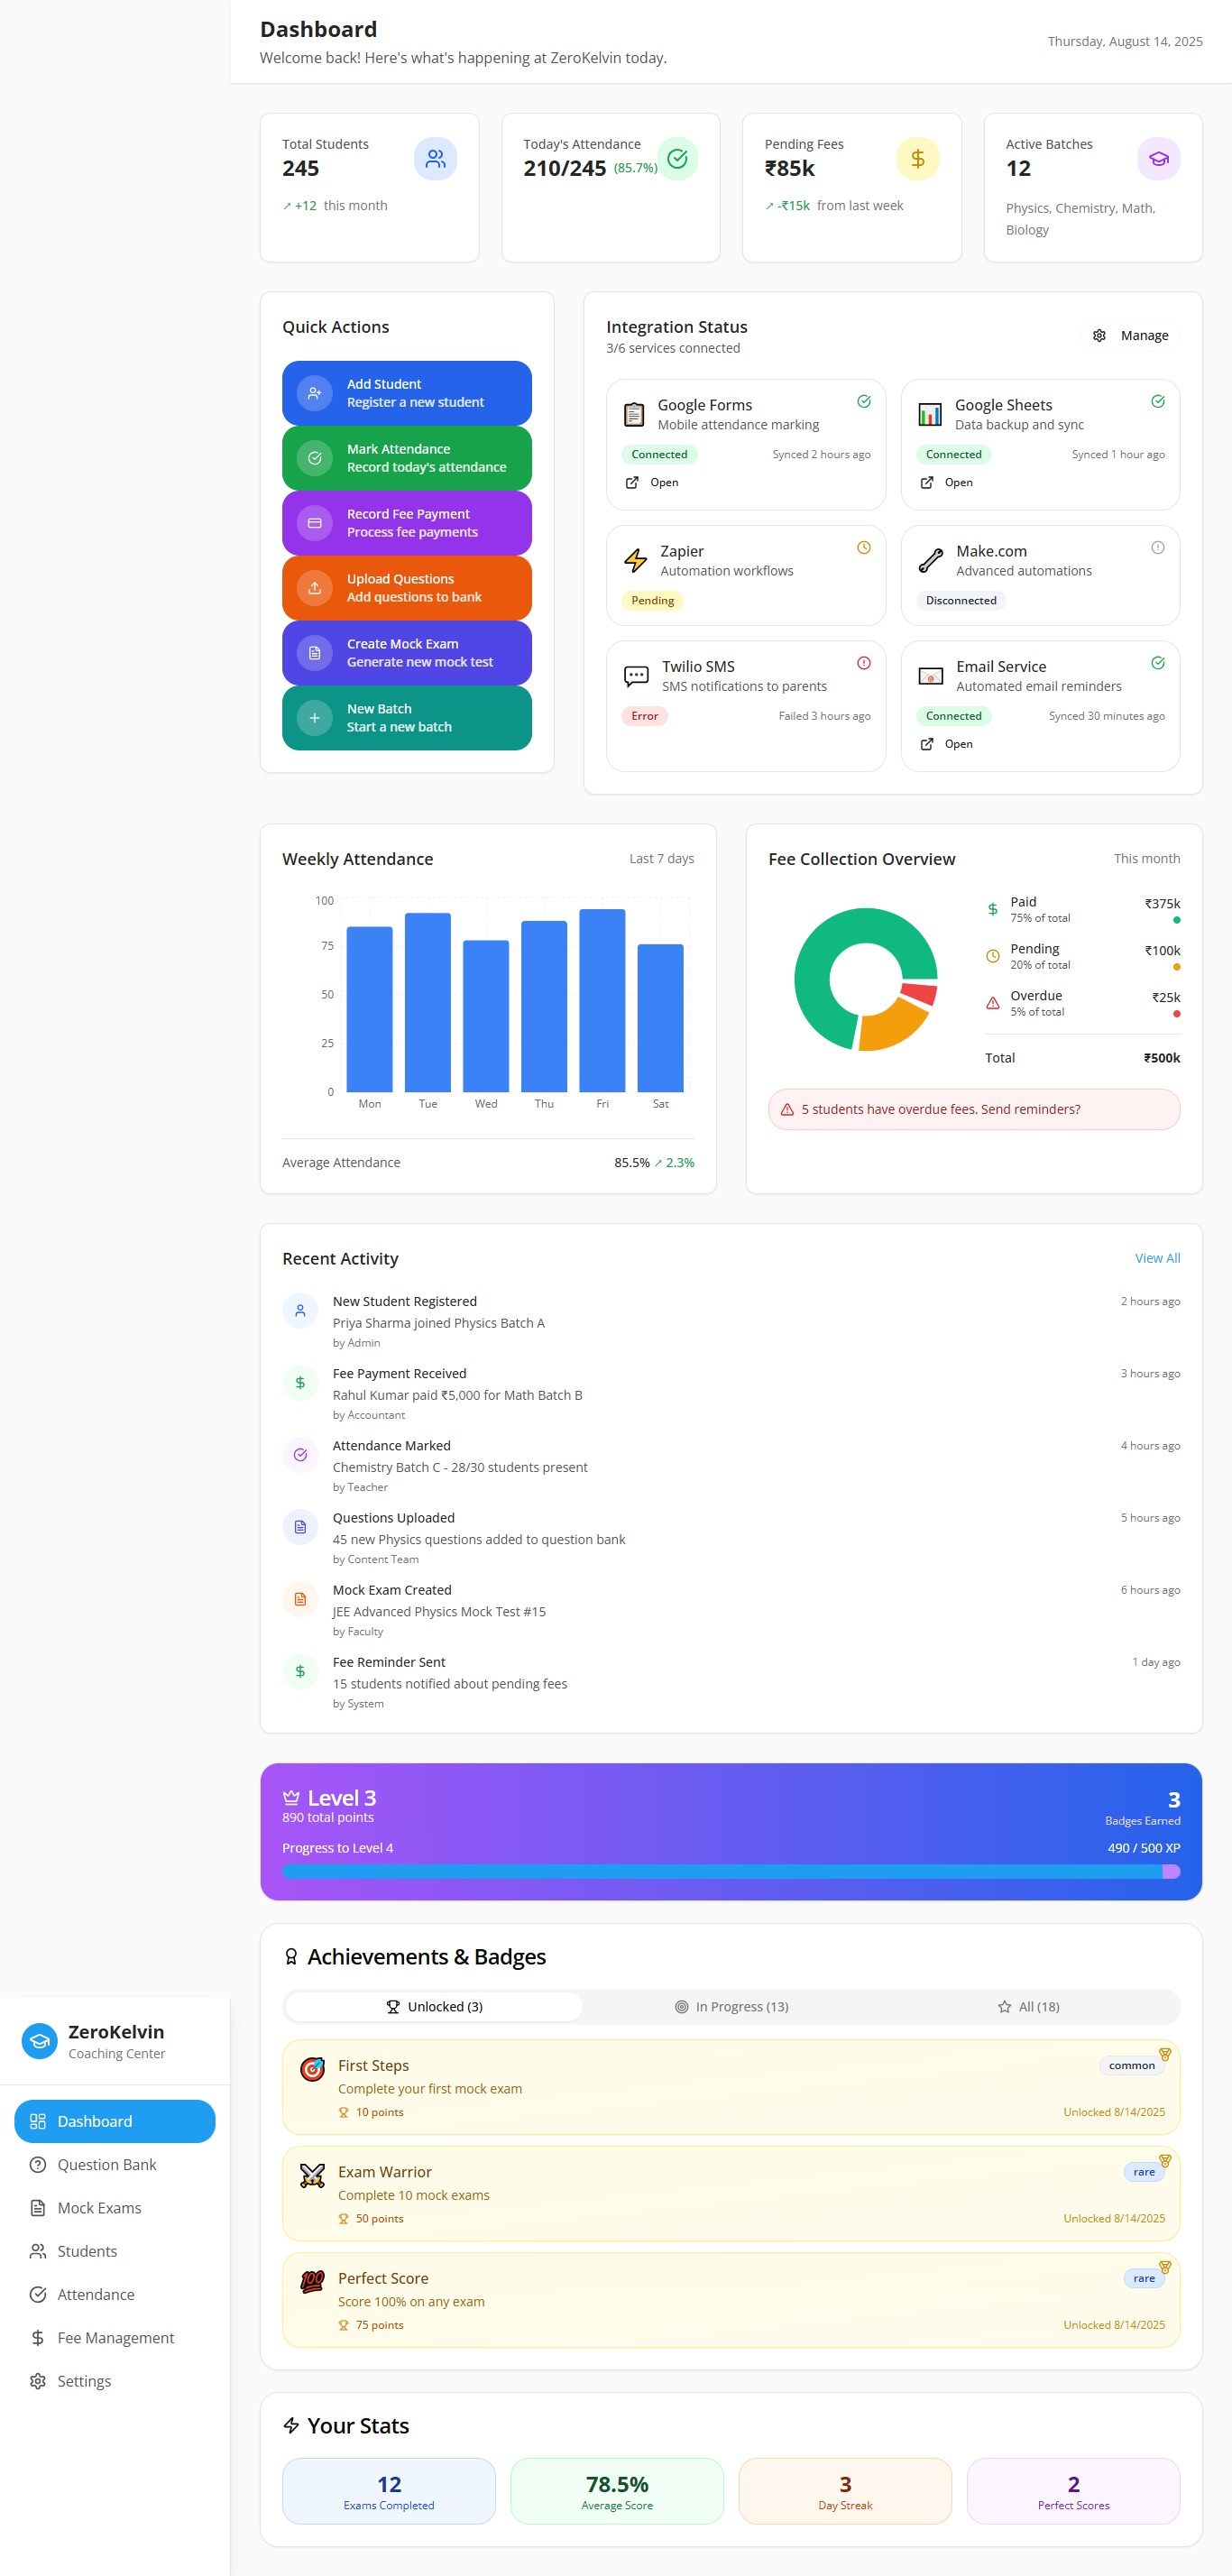 Dashboard
Welcome back! Here's what's happening at ZeroKelvin today.
Thursday, August 14, 2025
Total Students
245
+12 this month
Today's Attendance
210/245 (85.7%)
Pending Fees
₹85k
-₹15k from last week
Active Batches
12
Physics, Chemistry, Math,
Biology
Quick Actions
Add Student
Register a new student
Mark Attendance
Record today's attendance
Record Fee Payment
Process fee payments
Upload Questions
Add questions to bank
Create Mock Exam
Generate new mock test
New Batch
Start a new batch
Integration Status
3/6 services connected
Manage
Google Forms
Mobile attendance marking
Connected
Synced 2 hours ago
Open
Google Sheets
Data backup and sync
Connected
Synced 1 hour ago
Open
Zapier
Automation workflows
Pending
Make.com
Advanced automations
Disconnected
Twilio SMS
SMS notifications to parents
Error
Failed 3 hours ago
Email Service
Automated email reminders
Connected
Synced 30 minutes ago
Open
Weekly Attendance
Last 7 days
100
75
50
25
0
Mon Tue Wed Thu Fri Sat
Average Attendance
85.5% 2.3%
Fee Collection Overview
This month
Paid
75% of total
₹375k
Pending
20% of total
₹100k
Overdue
5% of total
₹25k
Total
₹500k
5 students have overdue fees. Send reminders?
Recent Activity
View All
New Student Registered
2 hours ago
Priya Sharma joined Physics Batch A
by Admin
Fee Payment Received
3 hours ago
Rahul Kumar paid ₹5,000 for Math Batch B
by Accountant
Attendance Marked
4 hours ago
Chemistry Batch C - 28/30 students present
by Teacher
Questions Uploaded
5 hours ago
45 new Physics questions added to question bank
by Content Team
Mock Exam Created
6 hours ago
JEE Advanced Physics Mock Test #15
by Faculty
Fee Reminder Sent
1 day ago
15 students notified about pending fees
by System
Level 3
890 total points
3
Badges Earned
Progress to Level 4
490 / 500 XP
Achievements & Badges
Unlocked (3)
In Progress (13)
All (18)
First Steps
common
Complete your first mock exam
10 points
Unlocked 8/14/2025
Exam Warrior
rare
Complete 10 mock exams
50 points
Unlocked 8/14/2025
100
Perfect Score
rare
Score 100% on any exam
75 points
Unlocked 8/14/2025
Your Stats
12
Exams Completed
78.5%
Average Score
3
Day Streak
2
Perfect Scores
ZeroKelvin
Coaching Center
Dashboard
Question Bank
Mock Exams
Students
Attendance
Fee Management
Settings